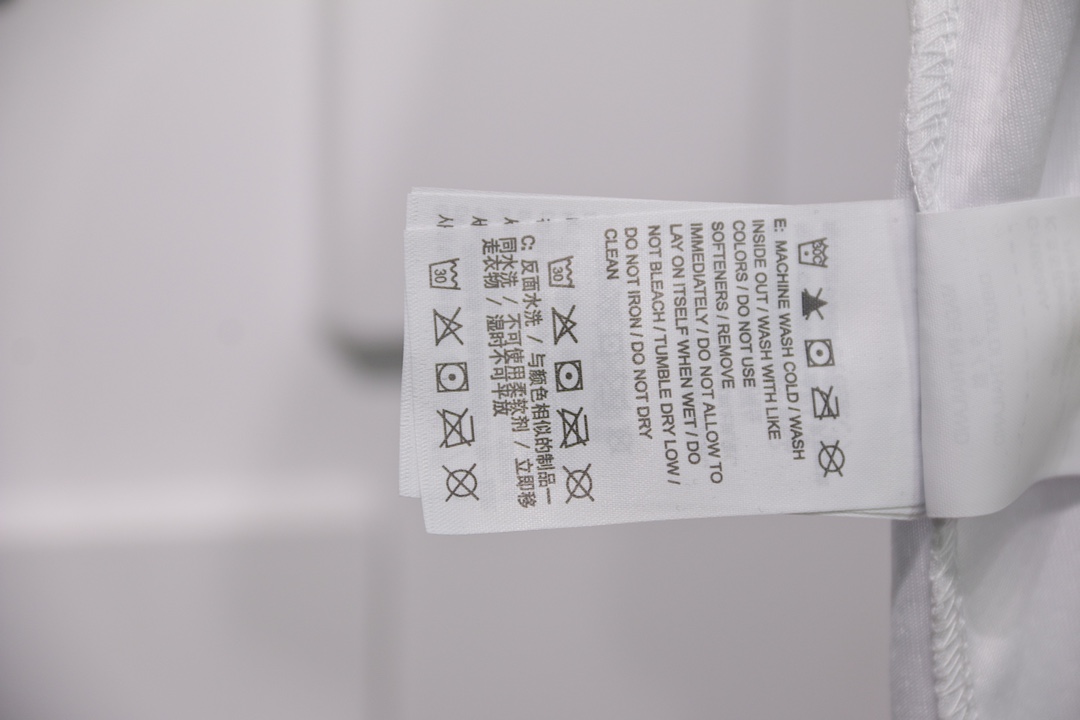 E: MACHINE WASH COLD / WASH
INSIDE OUT / WASH WITH LIKE
COLORS / DO NOT USE
SOFTENERS / REMOVE
IMMEDIATELY / DO NOT ALLOW TO
LAY ON ITSELF WHEN WET / DO
NOT BLEACH / TUMBLE DRY LOW /
DO NOT IRON / DO NOT DRY
CLEAN
30
C: 反面水洗 / 与颜色相似的制品一
同水洗 / 不可使用柔软剂 / 立即移
走衣物 / 湿时不可平放
30